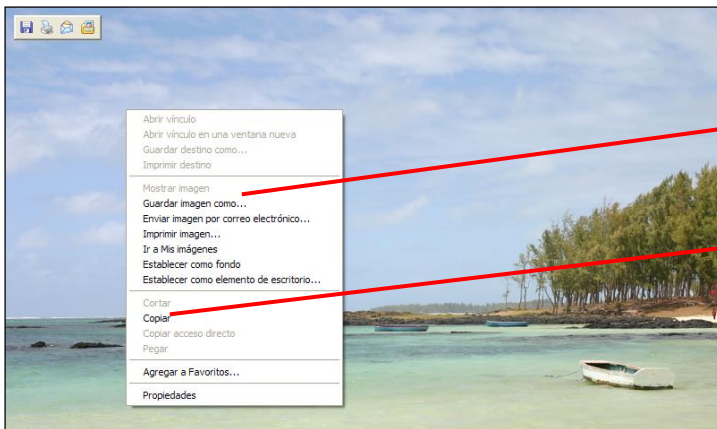 Abrir vínculo
Abrir vínculo en una ventana nueva
Guardar destino como...
Imprimir destino
Mostrar imagen
Guardar imagen como...
Enviar imagen por correo electrónico...
Imprimir imagen...
Ir a Mis imágenes
Establecer como fondo
Establecer como elemento de escritorio...
Cortar
Copiar
Copiar acceso directo
Pegar
Agregar a Favoritos...
Propiedades